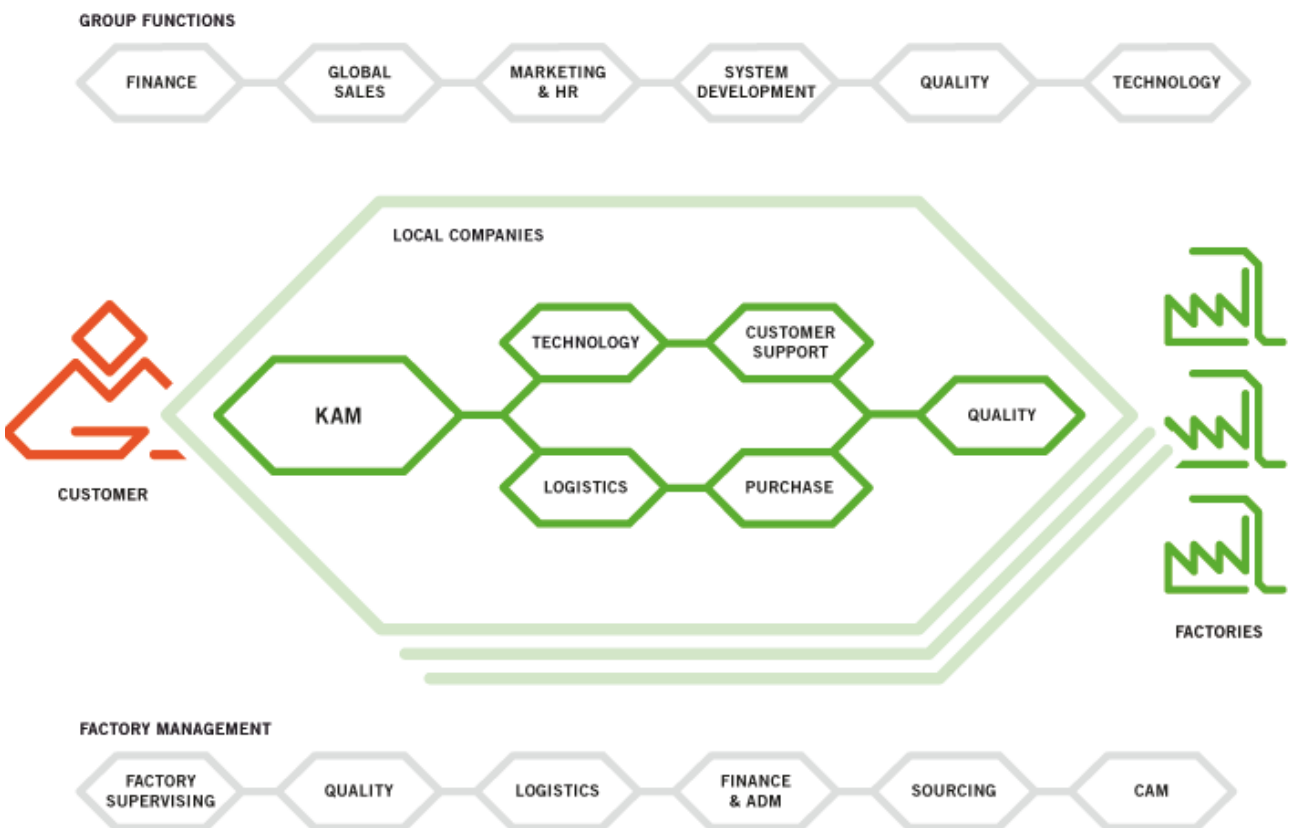 GROUP FUNCTIONS
FINANCE
GLOBAL
SALES
MARKETING
& HR
SYSTEM
DEVELOPMENT
QUALITY
TECHNOLOGY
LOCAL COMPANIES
TECHNOLOGY
CUSTOMER
SUPPORT
KAM
QUALITY
LOGISTICS
PURCHASE
CUSTOMER
FACTORIES
FACTORY MANAGEMENT
FACTORY
SUPERVISING
QUALITY
LOGISTICS
FINANCE
& ADM
SOURCING
CAM